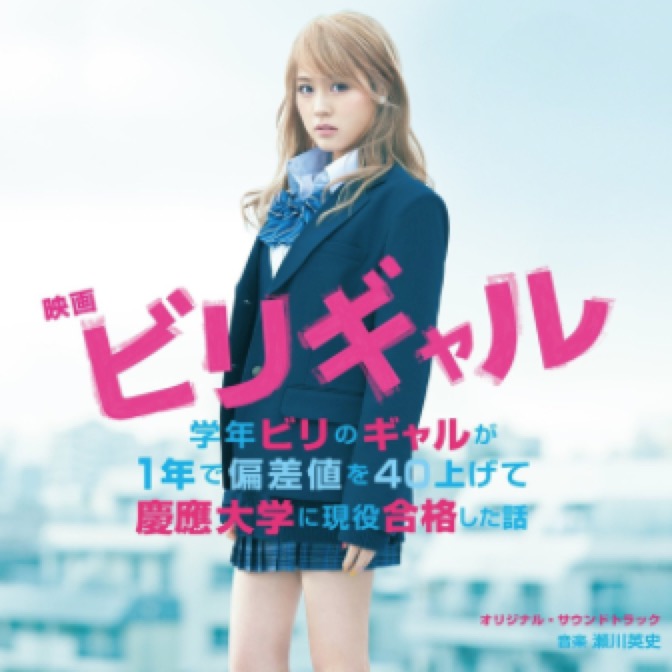 映画
ビリギャル
学年ビリのギャルが
1年で偏差値を40上げて
慶應大学に現役合格した話
オリジナル・サウンドトラック
音楽 瀬川英史